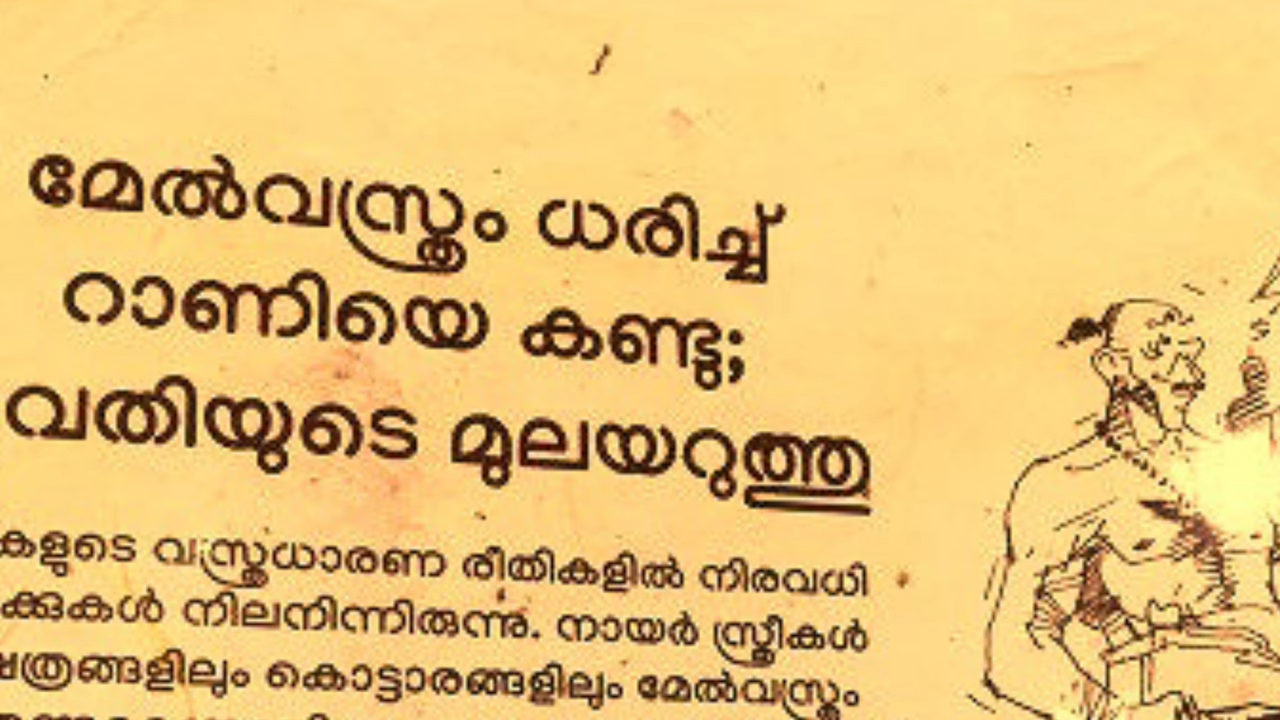 മേൽവസ്ത്രം ധരിച്ച്
റാണിയെ കണ്ടു;
വതിയുടെ മുലയറുത്തു
കളുടെ വസ്ത്രധാരണ രീതികളിൽ നിരവധി
ക്കുകൾ നിലനിന്നിരുന്നു. നായർ സ്ത്രീകൾ
ത്രങ്ങളിലും കൊട്ടാരങ്ങളിലും മേൽവസ്ത്രം